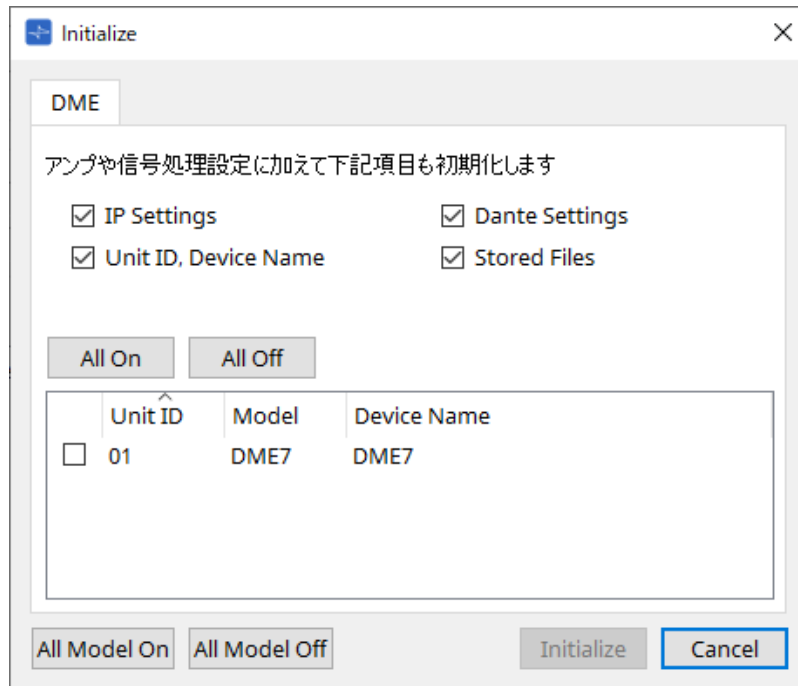 Initialize
DME
アンプや信号処理設定に加えて下記項目も初期化します
IP Settings Dante Settings
Unit ID, Device Name Stored Files
All On All Off
Unit ID Model Device Name
01 DME7 DME7
All Model On All Model Off Initialize Cancel